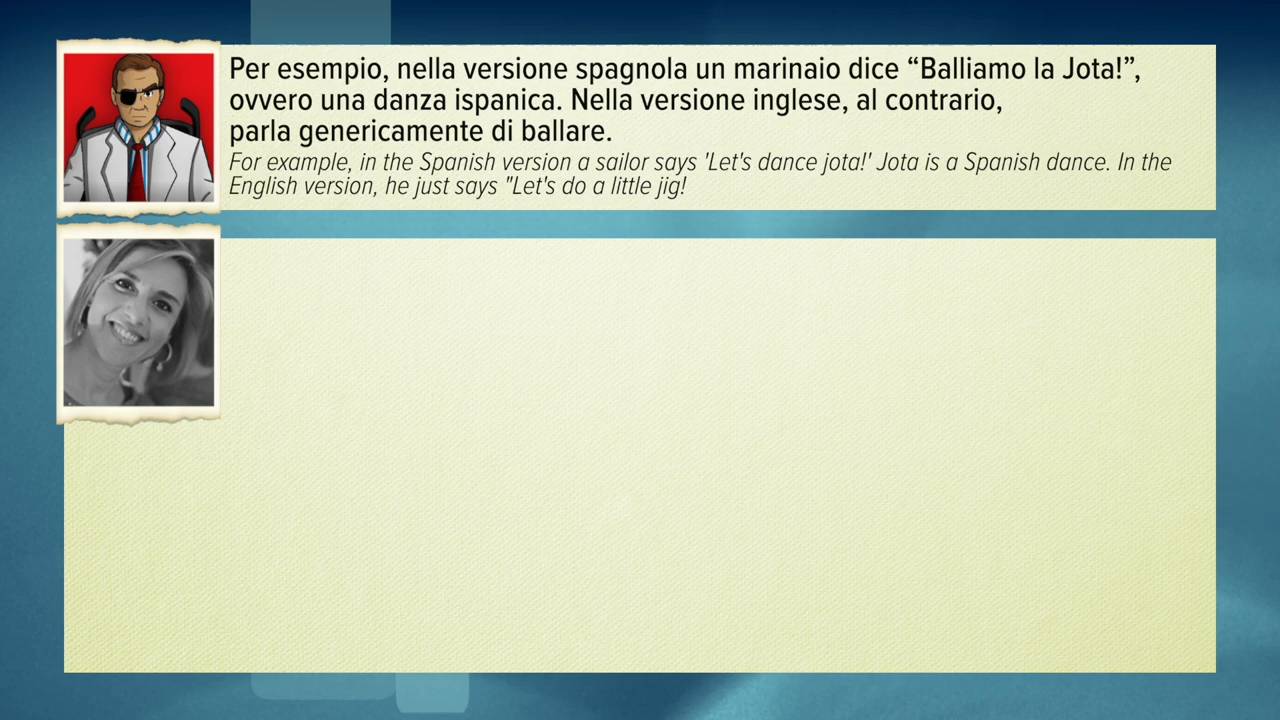 Per esempio, nella versione spagnola un marinaio dice “Balliamo la Jota!”,
ovvero una danza ispanica. Nella versione inglese, al contrario,
parla genericamente di ballare.
For example, in the Spanish version a sailor says 'Let's dance jota!' Jota is a Spanish dance. In the
English version, he just says "Let's do a little jig!